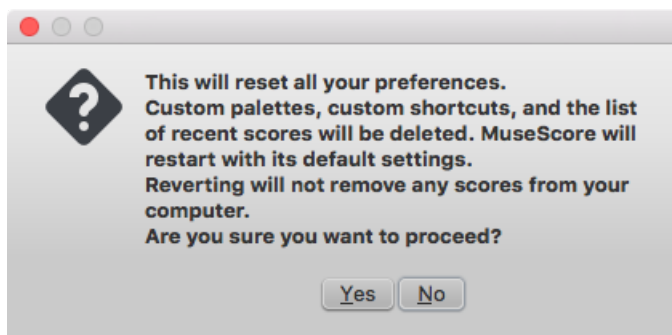 This will reset all your preferences.
Custom palettes, custom shortcuts, and the list
of recent scores will be deleted. MuseScore will
restart with its default settings.
Reverting will not remove any scores from your
computer.
Are you sure you want to proceed?
Yes No